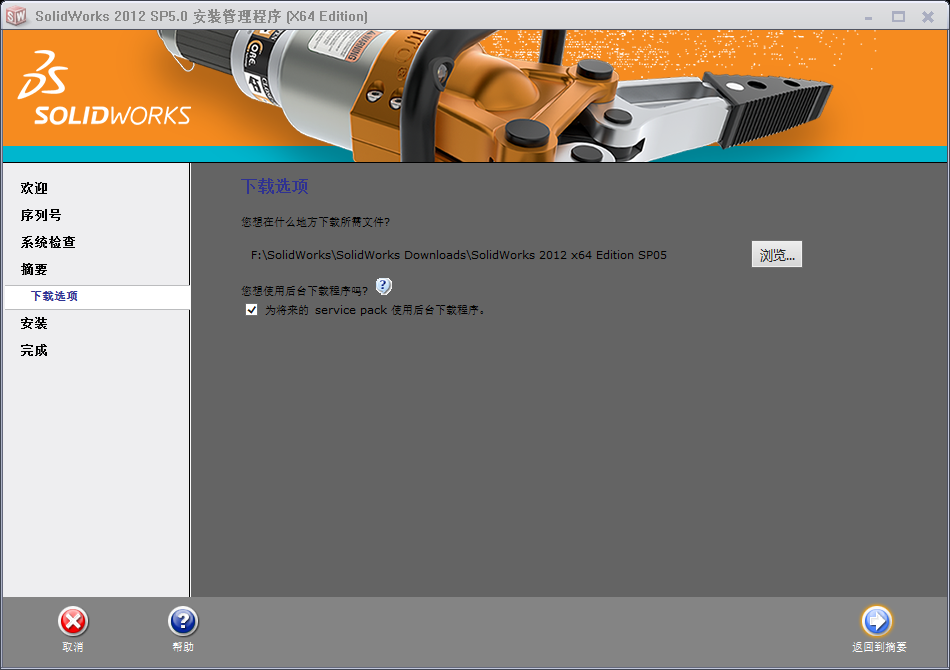 SolidWorks 2012 SP5.0 安装管理程序 (X64 Edition)
SOLIDWORKS
欢迎
序列号
系统检查
摘要
下载选项
安装
完成
下载选项
您想在什么地方下载所需文件?
F:\SolidWorks\SolidWorks Downloads\SolidWorks 2012 x64 Edition SP05
浏览...
您想使用后台下载程序吗?
为将来的 service pack 使用后台下载程序。
取消
帮助
返回到摘要